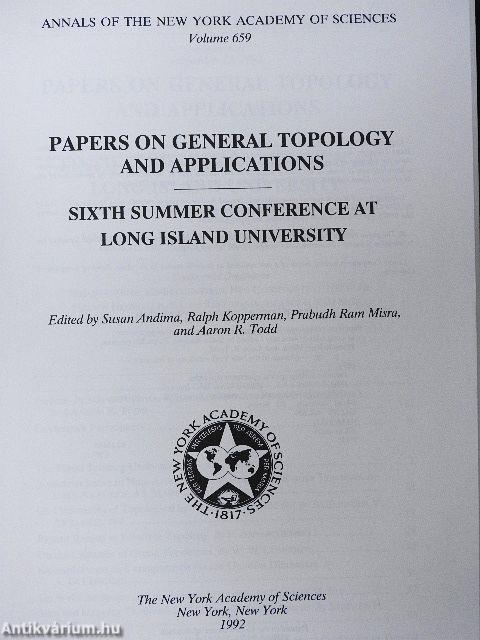 ANNALS OF THE NEW YORK ACADEMY OF SCIENCES
Volume 659
PAPERS ON GENERAL TOPOLOGY
AND APPLICATIONS
SIXTH SUMMER CONFERENCE AT
LONG ISLAND UNIVERSITY
Edited by Susan Andima, Ralph Kopperman, Prabudh Ram Misra,
and Aaron R. Todd
THE NEW YORK ACADEMY OF SCIENCES
·1817·
The New York Academy of Sciences
New York, New York
1992
Antikvárium.hu